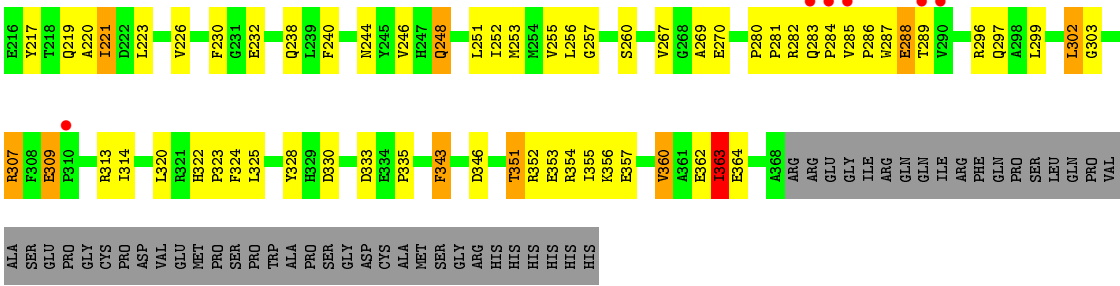 E216 Y217 T218 Q219 A220 I221 D222 L223 V226 F230 G231 E232 Q238 L239 F240 N244 Y245 V246 H247 Q248 L251 I252 M253 M254 V255 L256 G257 S260 V267 G268 A269 E270 P280 P281 R282 Q283 P284 V285 P286 W287 E288 T289 V290 R296 Q297 A298 L299 L302 G303
R307 F308 E309 P310 R313 I314 L320 R321 H322 P323 F324 L325 Y328 H329 D330 D333 E334 P335 F343 D346 T351 R352 E353 R354 I355 K356 E357 V360 A361 E362 I363 E364 A368 ARG ARG GLU GLY ILE ARG GLN GLN ILE ARG PHE GLN PRO SER LEU GLN PRO VAL
ALA SER GLU PRO GLY CYS PRO ASP VAL GLU MET PRO SER PRO TRP ALA PRO SER GLY ASP CYS ALA MET SER GLY ARG HIS HIS HIS HIS HIS HIS